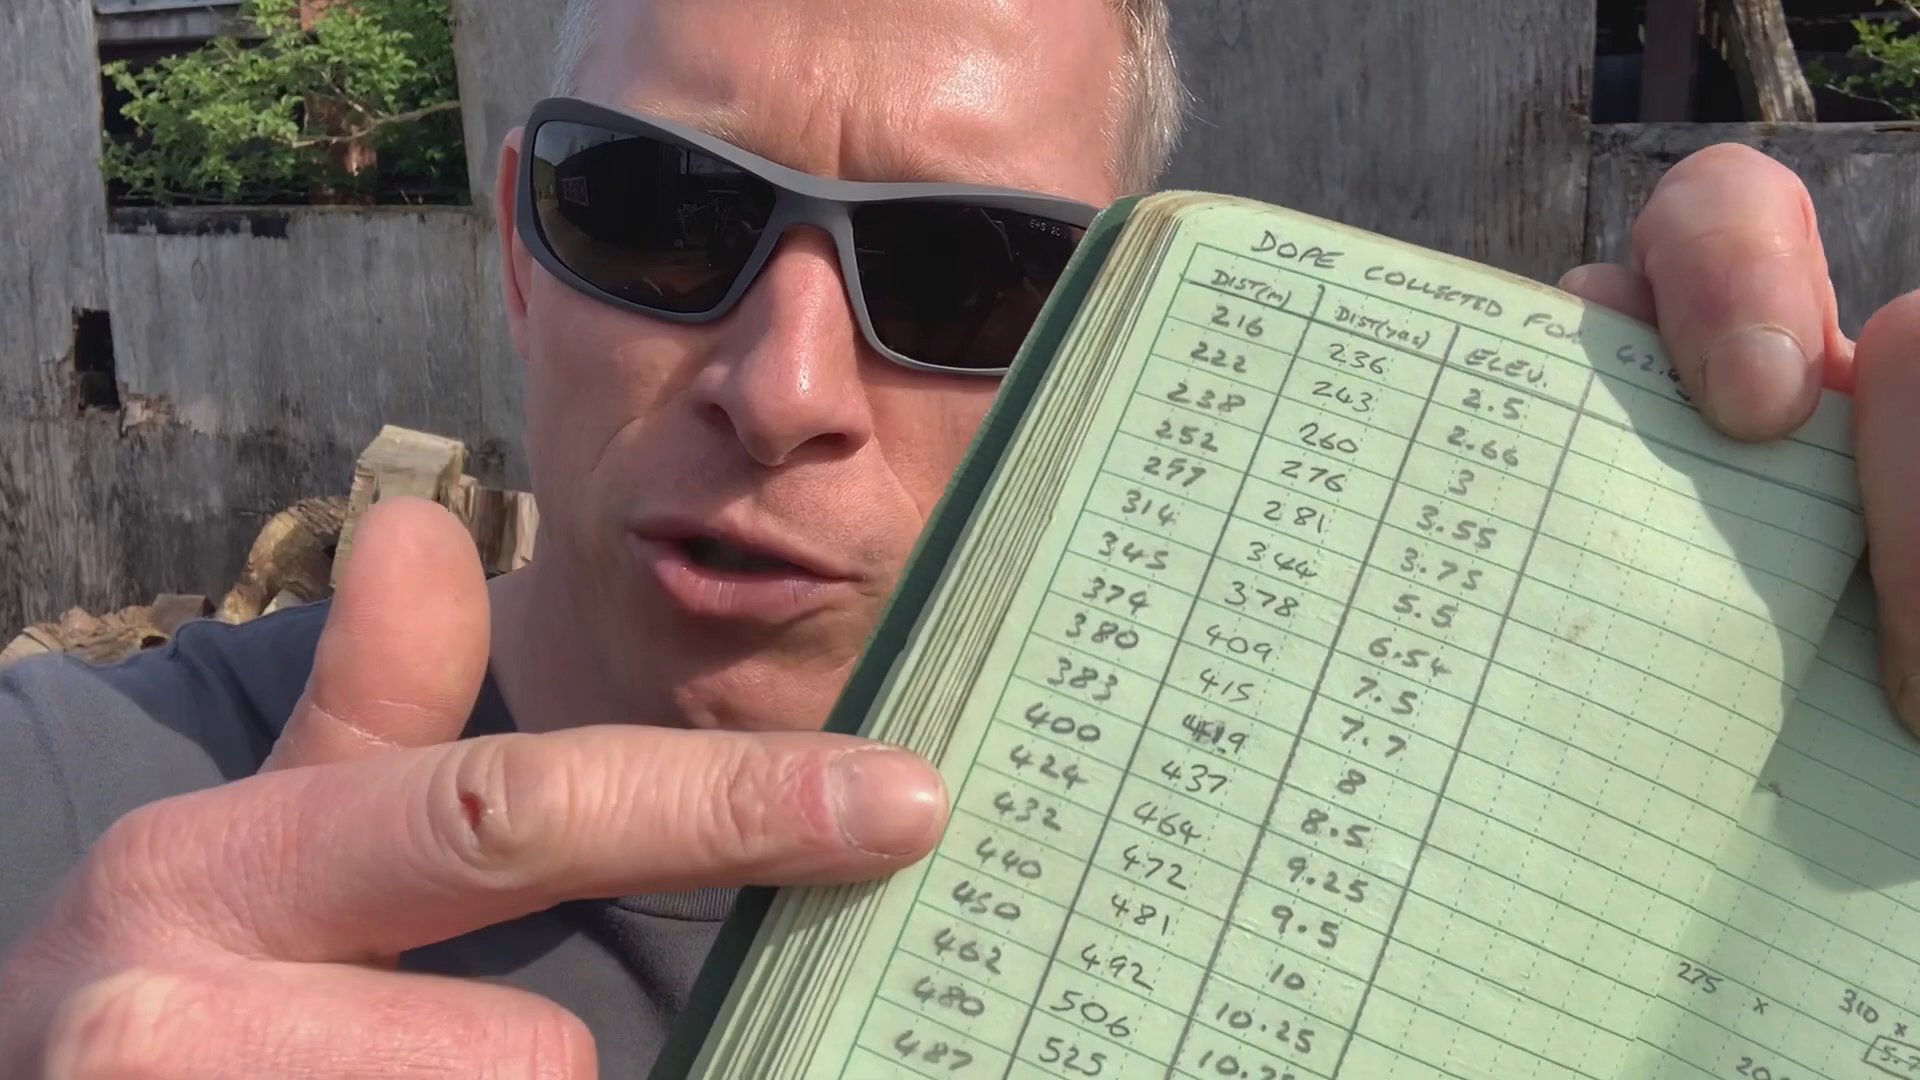 DOPE COLLECTED FOR
DIST(M) DIST(YDS) ELEV.
216 236 2.5
222 243 2.66
238 260 3
252 276 3.55
257 281 3.75
314 344 5.5
345 378 6.54
374 409 7.5
380 415 7.7
383 419 8
400 437 8.5
424 464 9.25
432 472 9.5
440 481 10
450 492 10.25
462 506
480 525
487
275 x 310 x